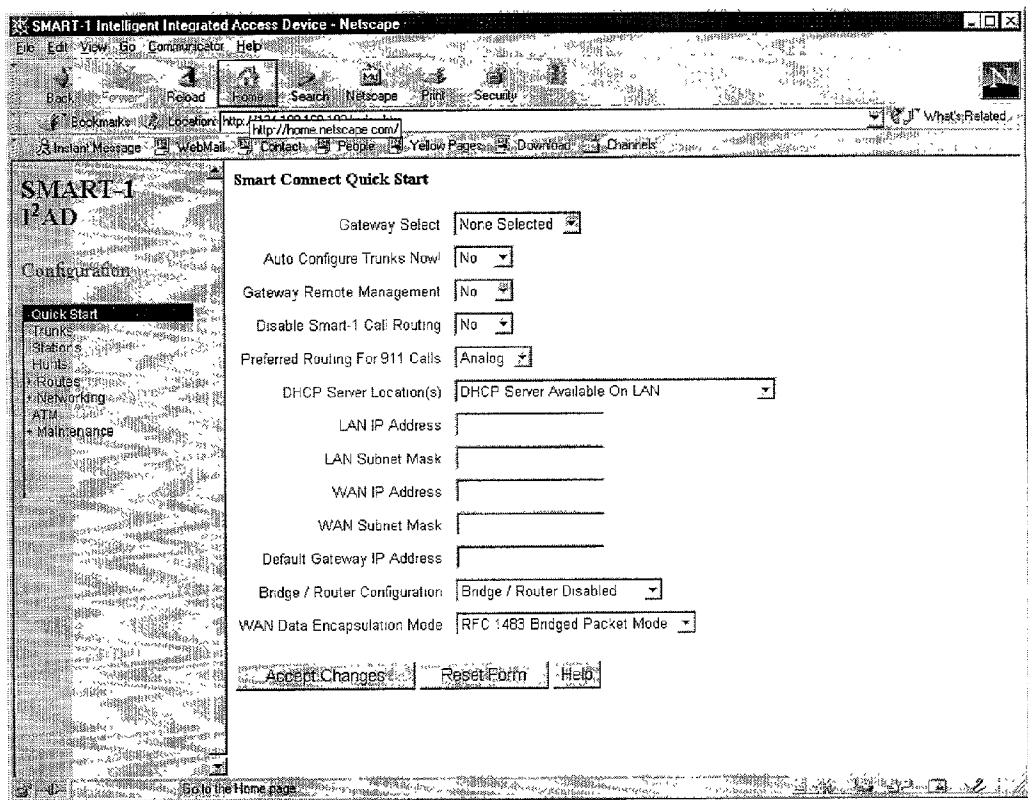 SMART-1 Intelligent Integrated Access Device - Netscape
File Edit View Go Communicator Help
Back Forward Reload Home Search Netscape Print Security
Bookmarks Location: http:// What's Related
http://home.netscape.com/
Instant Message WebMail Contact People Yellow Pages Download Channels
SMART-1
I²AD
Configuration
Quick Start
Trunks
Stations
Hunts
+ Routes
+ Networking
ATM
+ Maintenance
Smart Connect Quick Start
Gateway Select None Selected
Auto Configure Trunks Now! No
Gateway Remote Management No
Disable Smart-1 Call Routing No
Preferred Routing For 911 Calls Analog
DHCP Server Location(s) DHCP Server Available On LAN
LAN IP Address
LAN Subnet Mask
WAN IP Address
WAN Subnet Mask
Default Gateway IP Address
Bridge / Router Configuration Bridge / Router Disabled
WAN Data Encapsulation Mode RFC 1483 Bridged Packet Mode
Accept Changes Reset Form Help
Go to the Home page